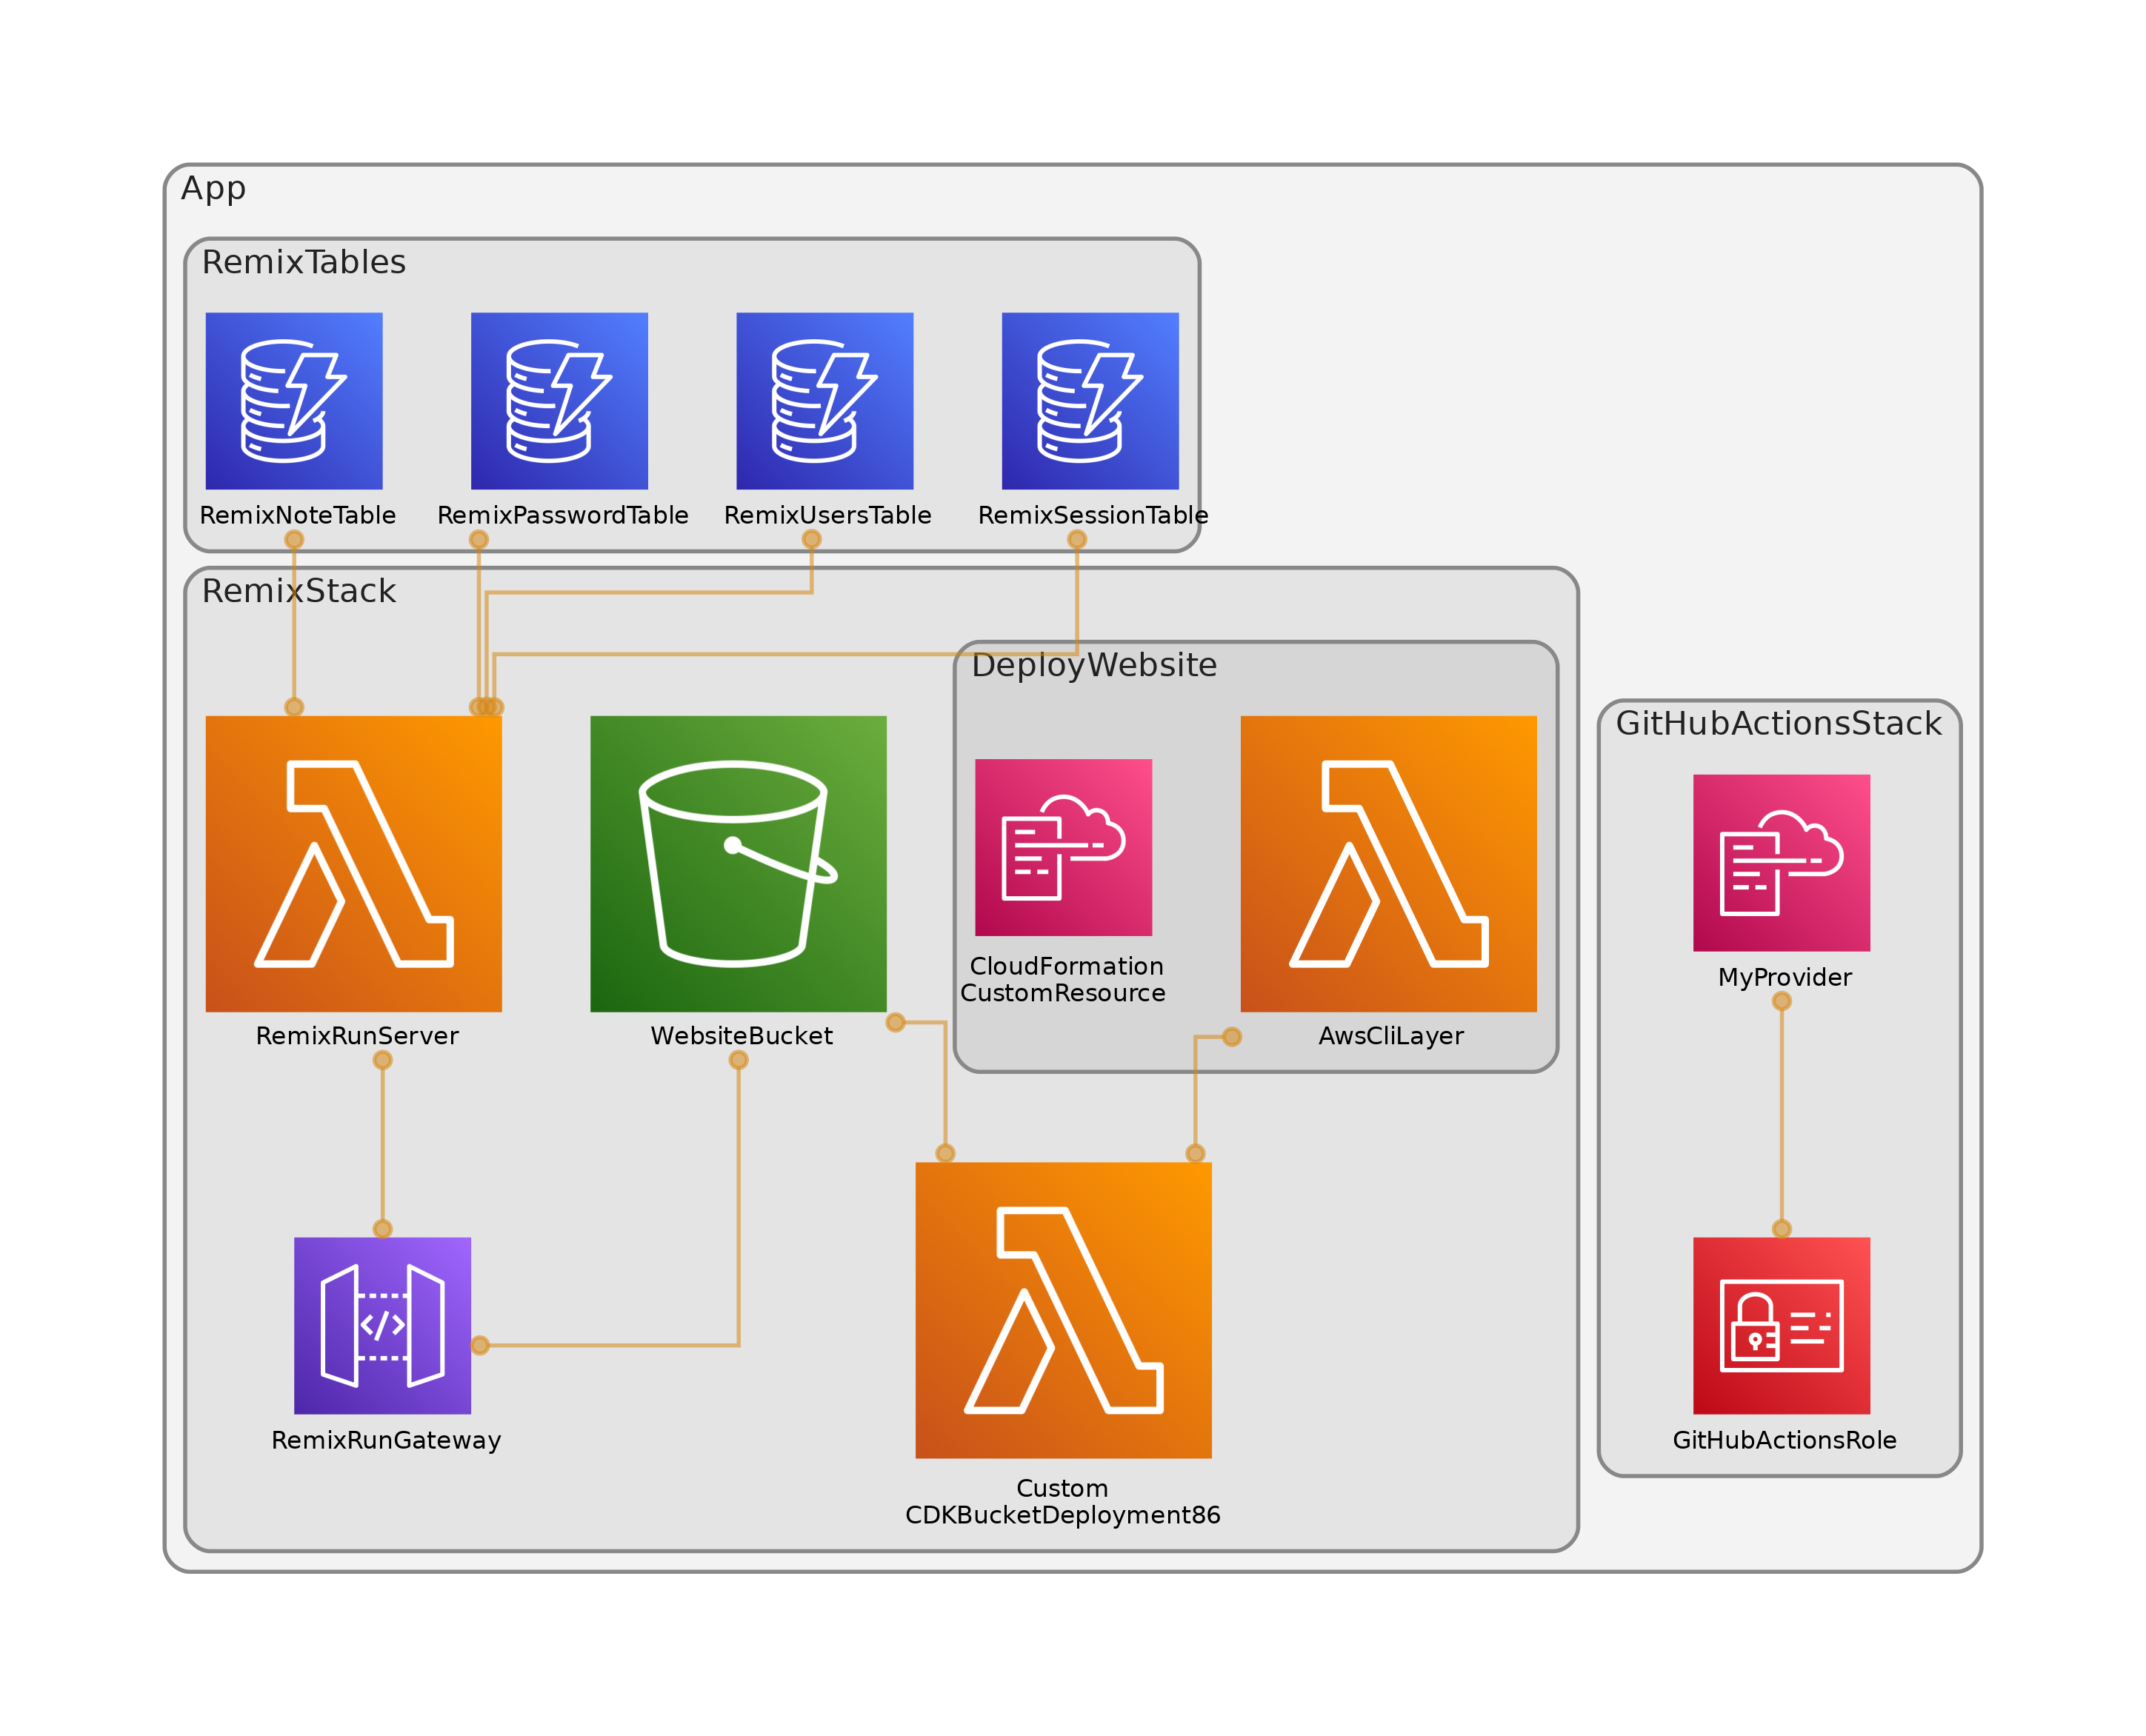 App
RemixTables
RemixNoteTable
RemixPasswordTable
RemixUsersTable
RemixSessionTable
RemixStack
DeployWebsite
GitHubActionsStack
CloudFormation
CustomResource
MyProvider
RemixRunServer
WebsiteBucket
AwsCliLayer
RemixRunGateway
GitHubActionsRole
Custom
CDKBucketDeployment86